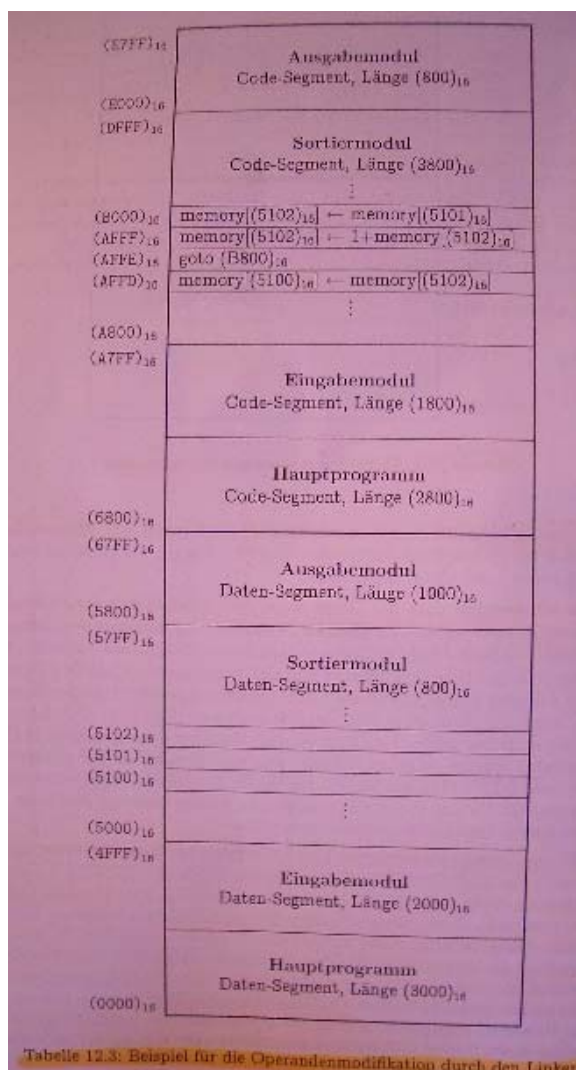 (E7FF)16
Ausgabemodul
Code-Segment, Länge (800)16
(E000)16
(DFFF)16
Sortiermodul
Code-Segment, Länge (3800)16
⋮
(B000)16 memory[(5102)16] ← memory[(5101)16]
(AFFF)16 memory[(5102)16] ← 1+memory[(5102)16]
(AFFE)16 goto (B800)16
(AFFD)16 memory[(5100)16] ← memory[(5102)16]
⋮
(A800)16
(A7FF)16
Eingabemodul
Code-Segment, Länge (1800)16
Hauptprogramm
Code-Segment, Länge (2800)16
(6800)16
(67FF)16
Ausgabemodul
Daten-Segment, Länge (1000)16
(5800)16
(57FF)16
Sortiermodul
Daten-Segment, Länge (800)16
⋮
(5102)16
(5101)16
(5100)16
⋮
(5000)16
(4FFF)16
Eingabemodul
Daten-Segment, Länge (2000)16
Hauptprogramm
Daten-Segment, Länge (3000)16
(0000)16
Tabelle 12.3: Beispiel für die Operandenmodifikation durch den Linker